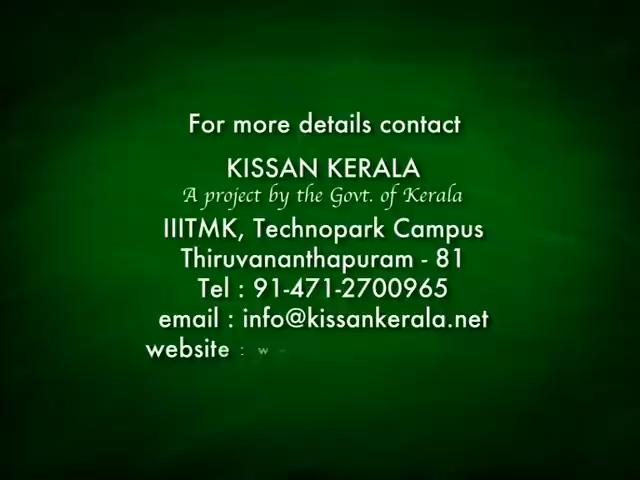 For more details contact
KISSAN KERALA
A project by the Govt. of Kerala
IIITMK, Technopark Campus
Thiruvananthapuram - 81
Tel : 91-471-2700965
email : info@kissankerala.net
website : w